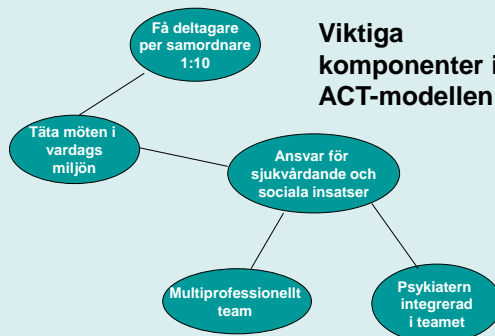 Få deltagare
per samordnare
1:10
Viktiga
komponenter i
ACT-modellen
Täta möten i
vardags
miljön
Ansvar för
sjukvårdande och
sociala insatser
Multiprofessionellt
team
Psykiatern
integrerad
i teamet